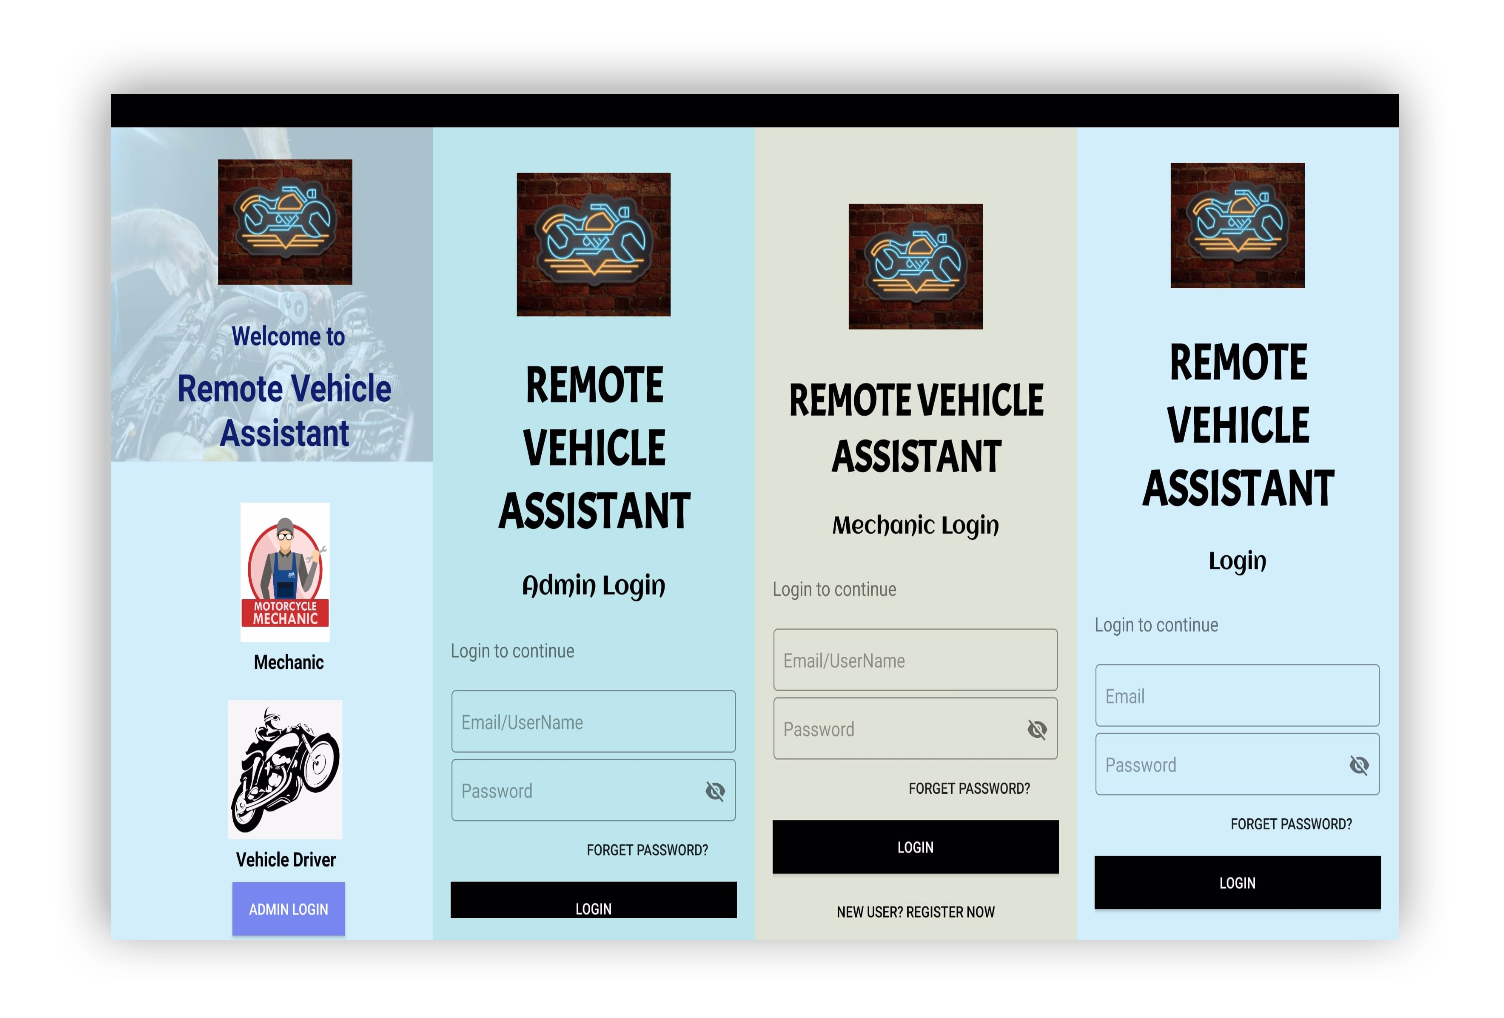 Welcome to
Remote Vehicle
Assistant
MOTORCYCLE
MECHANIC
Mechanic
Vehicle Driver
ADMIN LOGIN
REMOTE
VEHICLE
ASSISTANT
Admin Login
Login to continue
Email/UserName
Password
FORGET PASSWORD?
LOGIN
REMOTE VEHICLE
ASSISTANT
Mechanic Login
Login to continue
Email/UserName
Password
FORGET PASSWORD?
LOGIN
NEW USER? REGISTER NOW
REMOTE
VEHICLE
ASSISTANT
Login
Login to continue
Email
Password
FORGET PASSWORD?
LOGIN